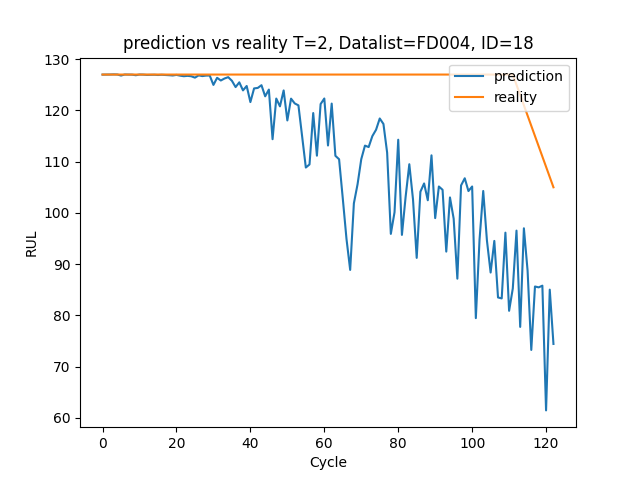 prediction vs reality T=2, Datalist=FD004, ID=18
130
120
110
100
90
80
70
60
RUL
prediction
reality
0 20 40 60 80 100 120
Cycle